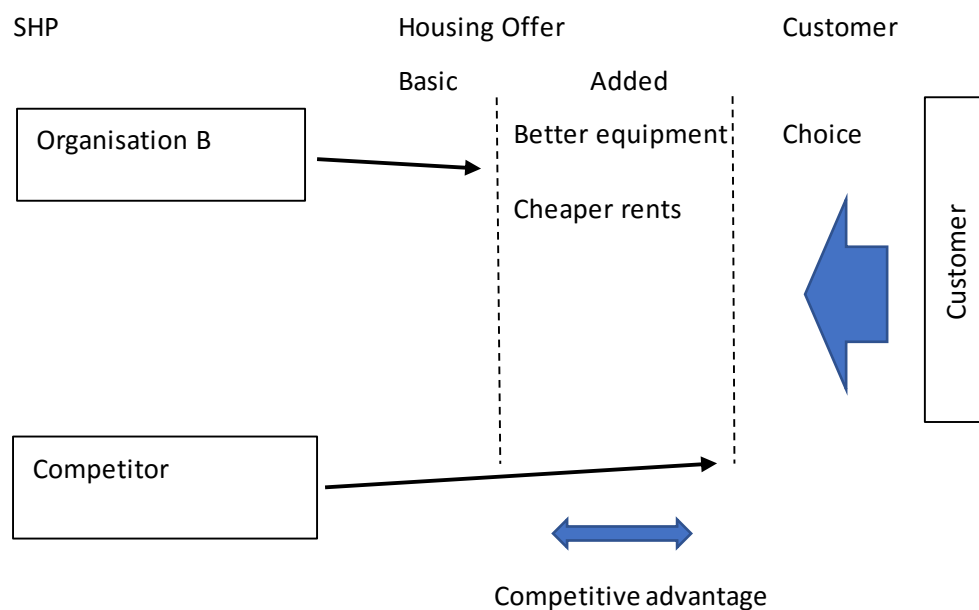 SHP
Housing Offer
Customer
Basic
Added
Organisation B
Better equipment
Choice
Cheaper rents
Customer
Competitor
Competitive advantage